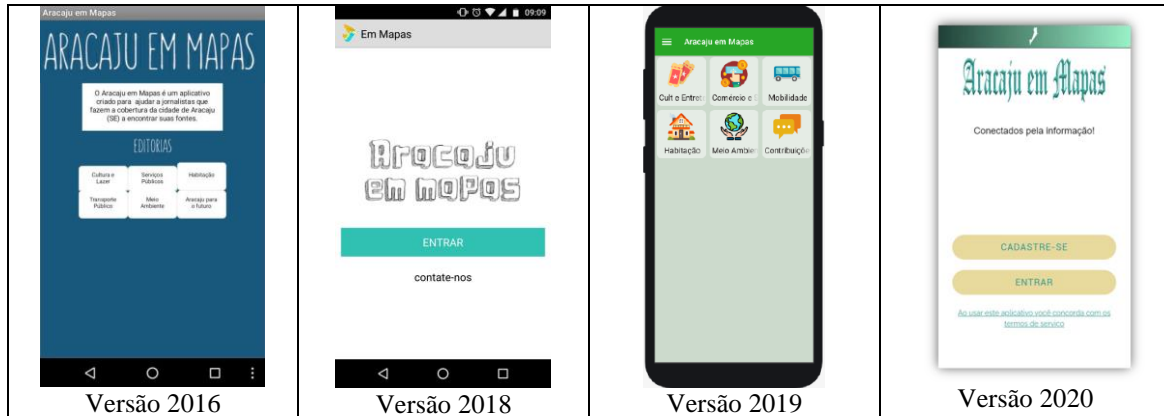 Aracaju em Mapas
ARACAJU EM MAPAS
O Aracaju em Mapas é um aplicativo
criado para ajudar a jornalistas que
fazem a cobertura da cidade de Aracaju
(SE) a encontrar suas fontes.
EDITORIAS
Cultura e
Lazer
Serviços
Públicos
Habitação
Transporte
Público
Meio
Ambiente
Aracaju para
o futuro
Versão 2016
09:09
Em Mapas
Aracaju
em mapas
ENTRAR
contate-nos
Versão 2018
Aracaju em Mapas
Cult e Entret
Comércio e
Mobilidade
Habitação
Meio Ambien
Contribuiçõe
Versão 2019
Aracaju em Mapas
Conectados pela informação!
CADASTRE-SE
ENTRAR
Ao usar este aplicativo você concorda com os
termos de serviço
Versão 2020